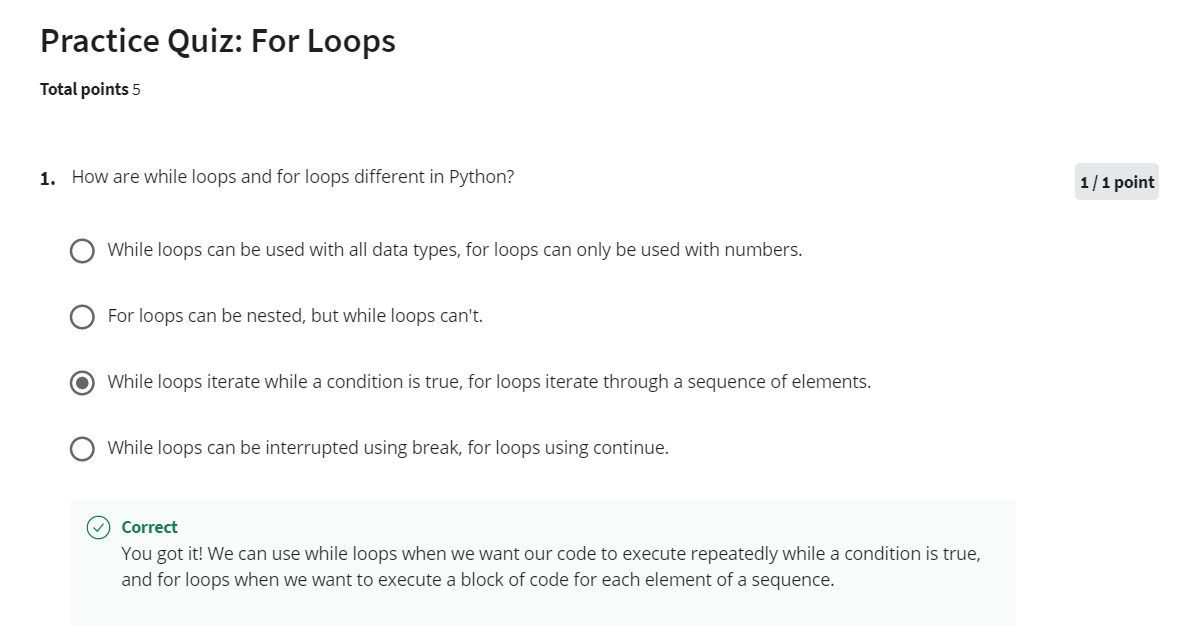 Practice Quiz: For Loops
Total points 5
1. How are while loops and for loops different in Python?
1 / 1 point
While loops can be used with all data types, for loops can only be used with numbers.
For loops can be nested, but while loops can't.
While loops iterate while a condition is true, for loops iterate through a sequence of elements.
While loops can be interrupted using break, for loops using continue.
Correct
You got it! We can use while loops when we want our code to execute repeatedly while a condition is true,
and for loops when we want to execute a block of code for each element of a sequence.